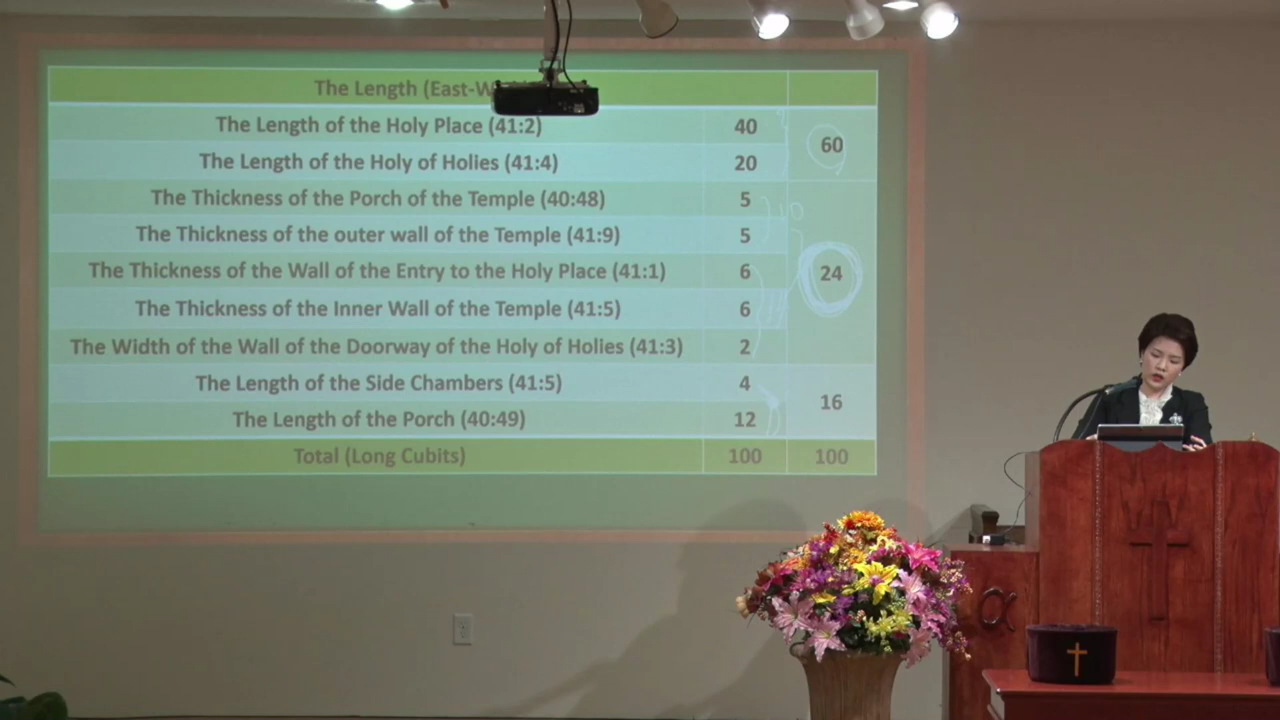 The Length (East-W
The Length of the Holy Place (41:2) 40 60
The Length of the Holy of Holies (41:4) 20
The Thickness of the Porch of the Temple (40:48) 5
10
The Thickness of the outer wall of the Temple (41:9) 5
The Thickness of the Wall of the Entry to the Holy Place (41:1) 6 24
The Thickness of the Inner Wall of the Temple (41:5) 6
The Width of the Wall of the Doorway of the Holy of Holies (41:3) 2
The Length of the Side Chambers (41:5) 4 16
The Length of the Porch (40:49) 12
Total (Long Cubits) 100 100
α